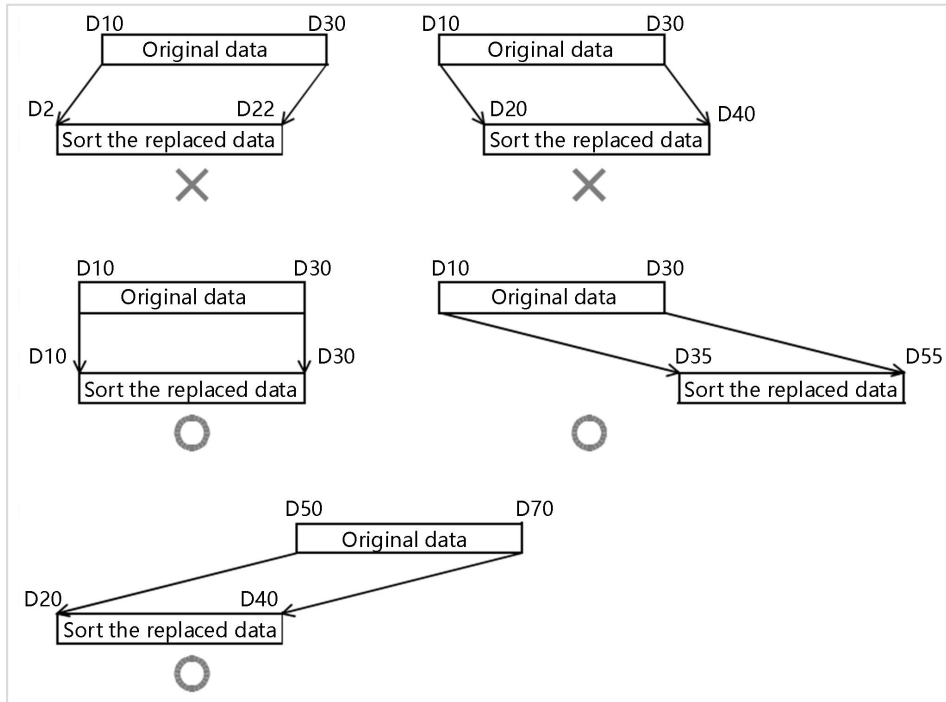 D10 D30 D10 D30
Original data Original data
D2 D22 D20 D40
Sort the replaced data Sort the replaced data
D10 D30 D10 D30
Original data Original data
D10 D30 D35 D55
Sort the replaced data Sort the replaced data
D50 D70
Original data
D20 D40
Sort the replaced data